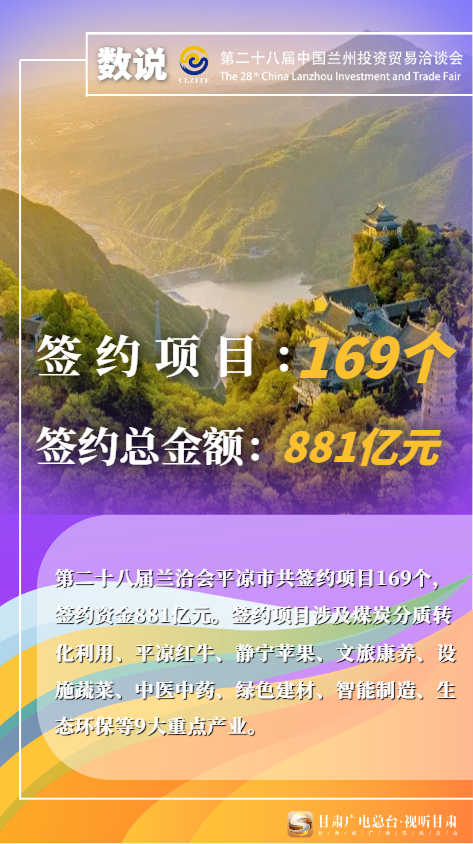 数说
CLZITF
第二十八届中国兰州投资贸易洽谈会
The 28th China Lanzhou Investment and Trade Fair
签约项目：169个
签约总金额：881亿元
第二十八届兰洽会平凉市共签约项目169个，
签约资金881亿元。签约项目涉及煤炭分质转
化利用、平凉红牛、静宁苹果、文旅康养、设
施蔬菜、中医中药、绿色建材、智能制造、生
态环保等9大重点产业。
甘肃广电总台·视听甘肃